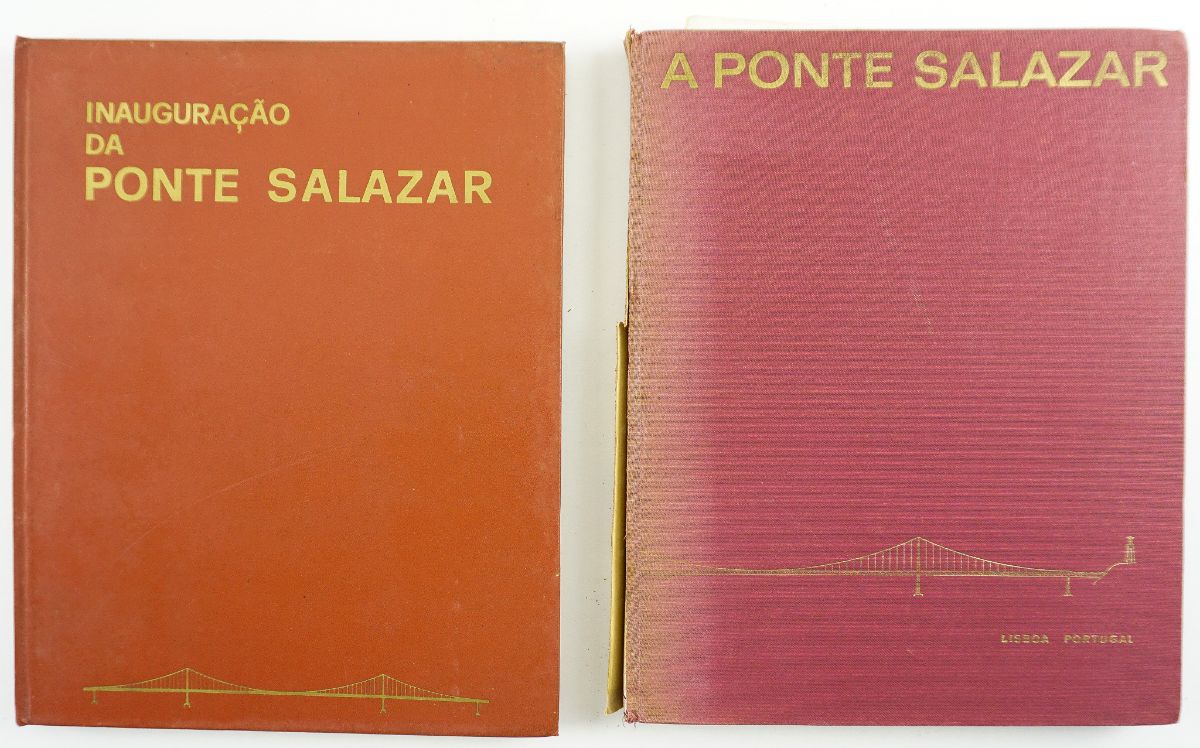 INAUGURAÇÃO
DA
PONTE SALAZAR
A PONTE SALAZAR
LISBOA PORTUGAL